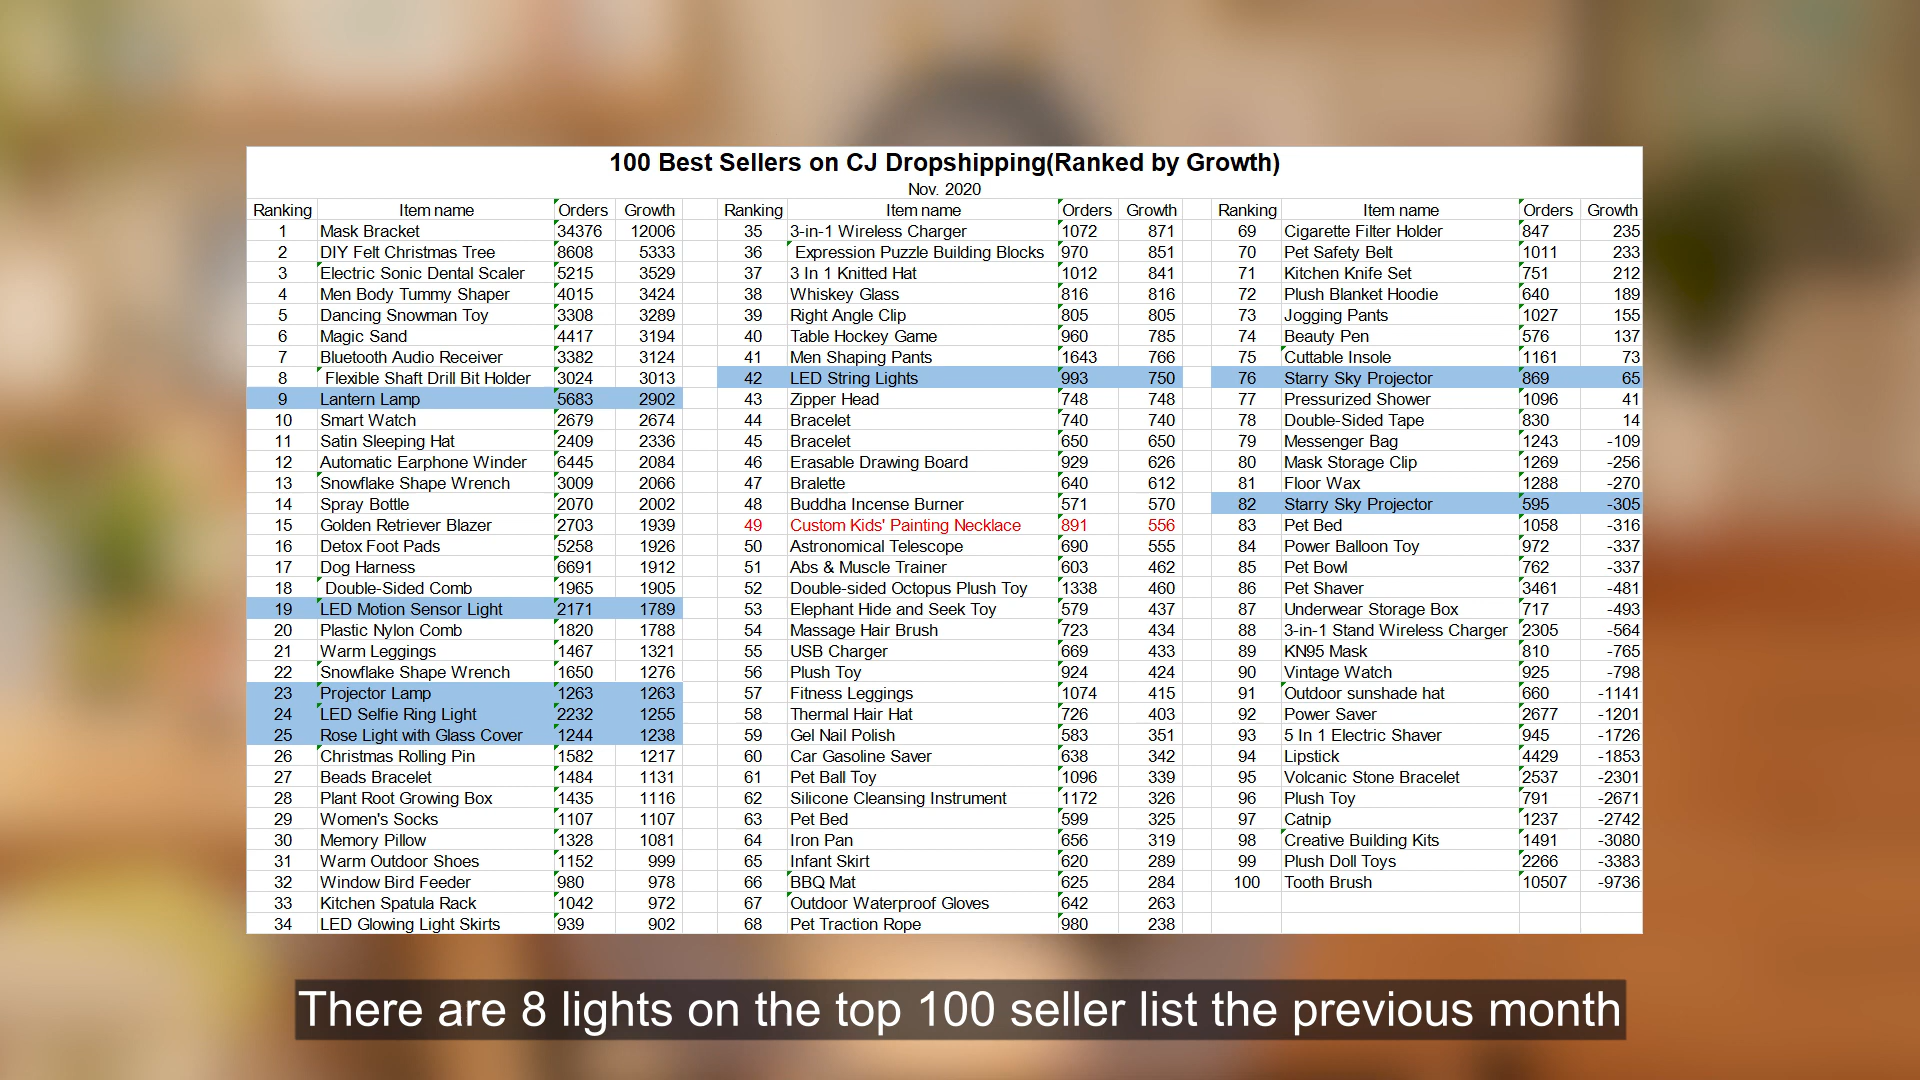 100 Best Sellers on CJ Dropshipping(Ranked by Growth)
Nov. 2020
Ranking Item name Orders Growth Ranking Item name Orders Growth Ranking Item name Orders Growth
1 Mask Bracket 34376 12006 35 3-in-1 Wireless Charger 1072 871 69 Cigarette Filter Holder 847 235
2 DIY Felt Christmas Tree 8608 5333 36 Expression Puzzle Building Blocks 970 851 70 Pet Safety Belt 1011 233
3 Electric Sonic Dental Scaler 5215 3529 37 3 In 1 Knitted Hat 1012 841 71 Kitchen Knife Set 751 212
4 Men Body Tummy Shaper 4015 3424 38 Whiskey Glass 816 816 72 Plush Blanket Hoodie 640 189
5 Dancing Snowman Toy 3308 3289 39 Right Angle Clip 805 805 73 Jogging Pants 1027 155
6 Magic Sand 4417 3194 40 Table Hockey Game 960 785 74 Beauty Pen 576 137
7 Bluetooth Audio Receiver 3382 3124 41 Men Shaping Pants 1643 766 75 Cuttable Insole 1161 73
8 Flexible Shaft Drill Bit Holder 3024 3013 42 LED String Lights 993 750 76 Starry Sky Projector 869 65
9 Lantern Lamp 5683 2902 43 Zipper Head 748 748 77 Pressurized Shower 1096 41
10 Smart Watch 2679 2674 44 Bracelet 740 740 78 Double-Sided Tape 830 14
11 Satin Sleeping Hat 2409 2336 45 Bracelet 650 650 79 Messenger Bag 1243 -109
12 Automatic Earphone Winder 6445 2084 46 Erasable Drawing Board 929 626 80 Mask Storage Clip 1269 -256
13 Snowflake Shape Wrench 3009 2066 47 Bralette 640 612 81 Floor Wax 1288 -270
14 Spray Bottle 2070 2002 48 Buddha Incense Burner 571 570 82 Starry Sky Projector 595 -305
15 Golden Retriever Blazer 2703 1939 49 Custom Kids' Painting Necklace 891 556 83 Pet Bed 1058 -316
16 Detox Foot Pads 5258 1926 50 Astronomical Telescope 690 555 84 Power Balloon Toy 972 -337
17 Dog Harness 6691 1912 51 Abs & Muscle Trainer 603 462 85 Pet Bowl 762 -337
18 Double-Sided Comb 1965 1905 52 Double-sided Octopus Plush Toy 1338 460 86 Pet Shaver 3461 -481
19 LED Motion Sensor Light 2171 1789 53 Elephant Hide and Seek Toy 579 437 87 Underwear Storage Box 717 -493
20 Plastic Nylon Comb 1820 1788 54 Massage Hair Brush 723 434 88 3-in-1 Stand Wireless Charger 2305 -564
21 Warm Leggings 1467 1321 55 USB Charger 669 433 89 KN95 Mask 810 -765
22 Snowflake Shape Wrench 1650 1276 56 Plush Toy 924 424 90 Vintage Watch 925 -798
23 Projector Lamp 1263 1263 57 Fitness Leggings 1074 415 91 Outdoor sunshade hat 660 -1141
24 LED Selfie Ring Light 2232 1255 58 Thermal Hair Hat 726 403 92 Power Saver 2677 -1201
25 Rose Light with Glass Cover 1244 1238 59 Gel Nail Polish 583 351 93 5 In 1 Electric Shaver 945 -1726
26 Christmas Rolling Pin 1582 1217 60 Car Gasoline Saver 638 342 94 Lipstick 4429 -1853
27 Beads Bracelet 1484 1131 61 Pet Ball Toy 1096 339 95 Volcanic Stone Bracelet 2537 -2301
28 Plant Root Growing Box 1435 1116 62 Silicone Cleansing Instrument 1172 326 96 Plush Toy 791 -2671
29 Women's Socks 1107 1107 63 Pet Bed 599 325 97 Catnip 1237 -2742
30 Memory Pillow 1328 1081 64 Iron Pan 656 319 98 Creative Building Kits 1491 -3080
31 Warm Outdoor Shoes 1152 999 65 Infant Skirt 620 289 99 Plush Doll Toys 2266 -3383
32 Window Bird Feeder 980 978 66 BBQ Mat 625 284 100 Tooth Brush 10507 -9736
33 Kitchen Spatula Rack 1042 972 67 Outdoor Waterproof Gloves 642 263
34 LED Glowing Light Skirts 939 902 68 Pet Traction Rope 980 238
There are 8 lights on the top 100 seller list the previous month